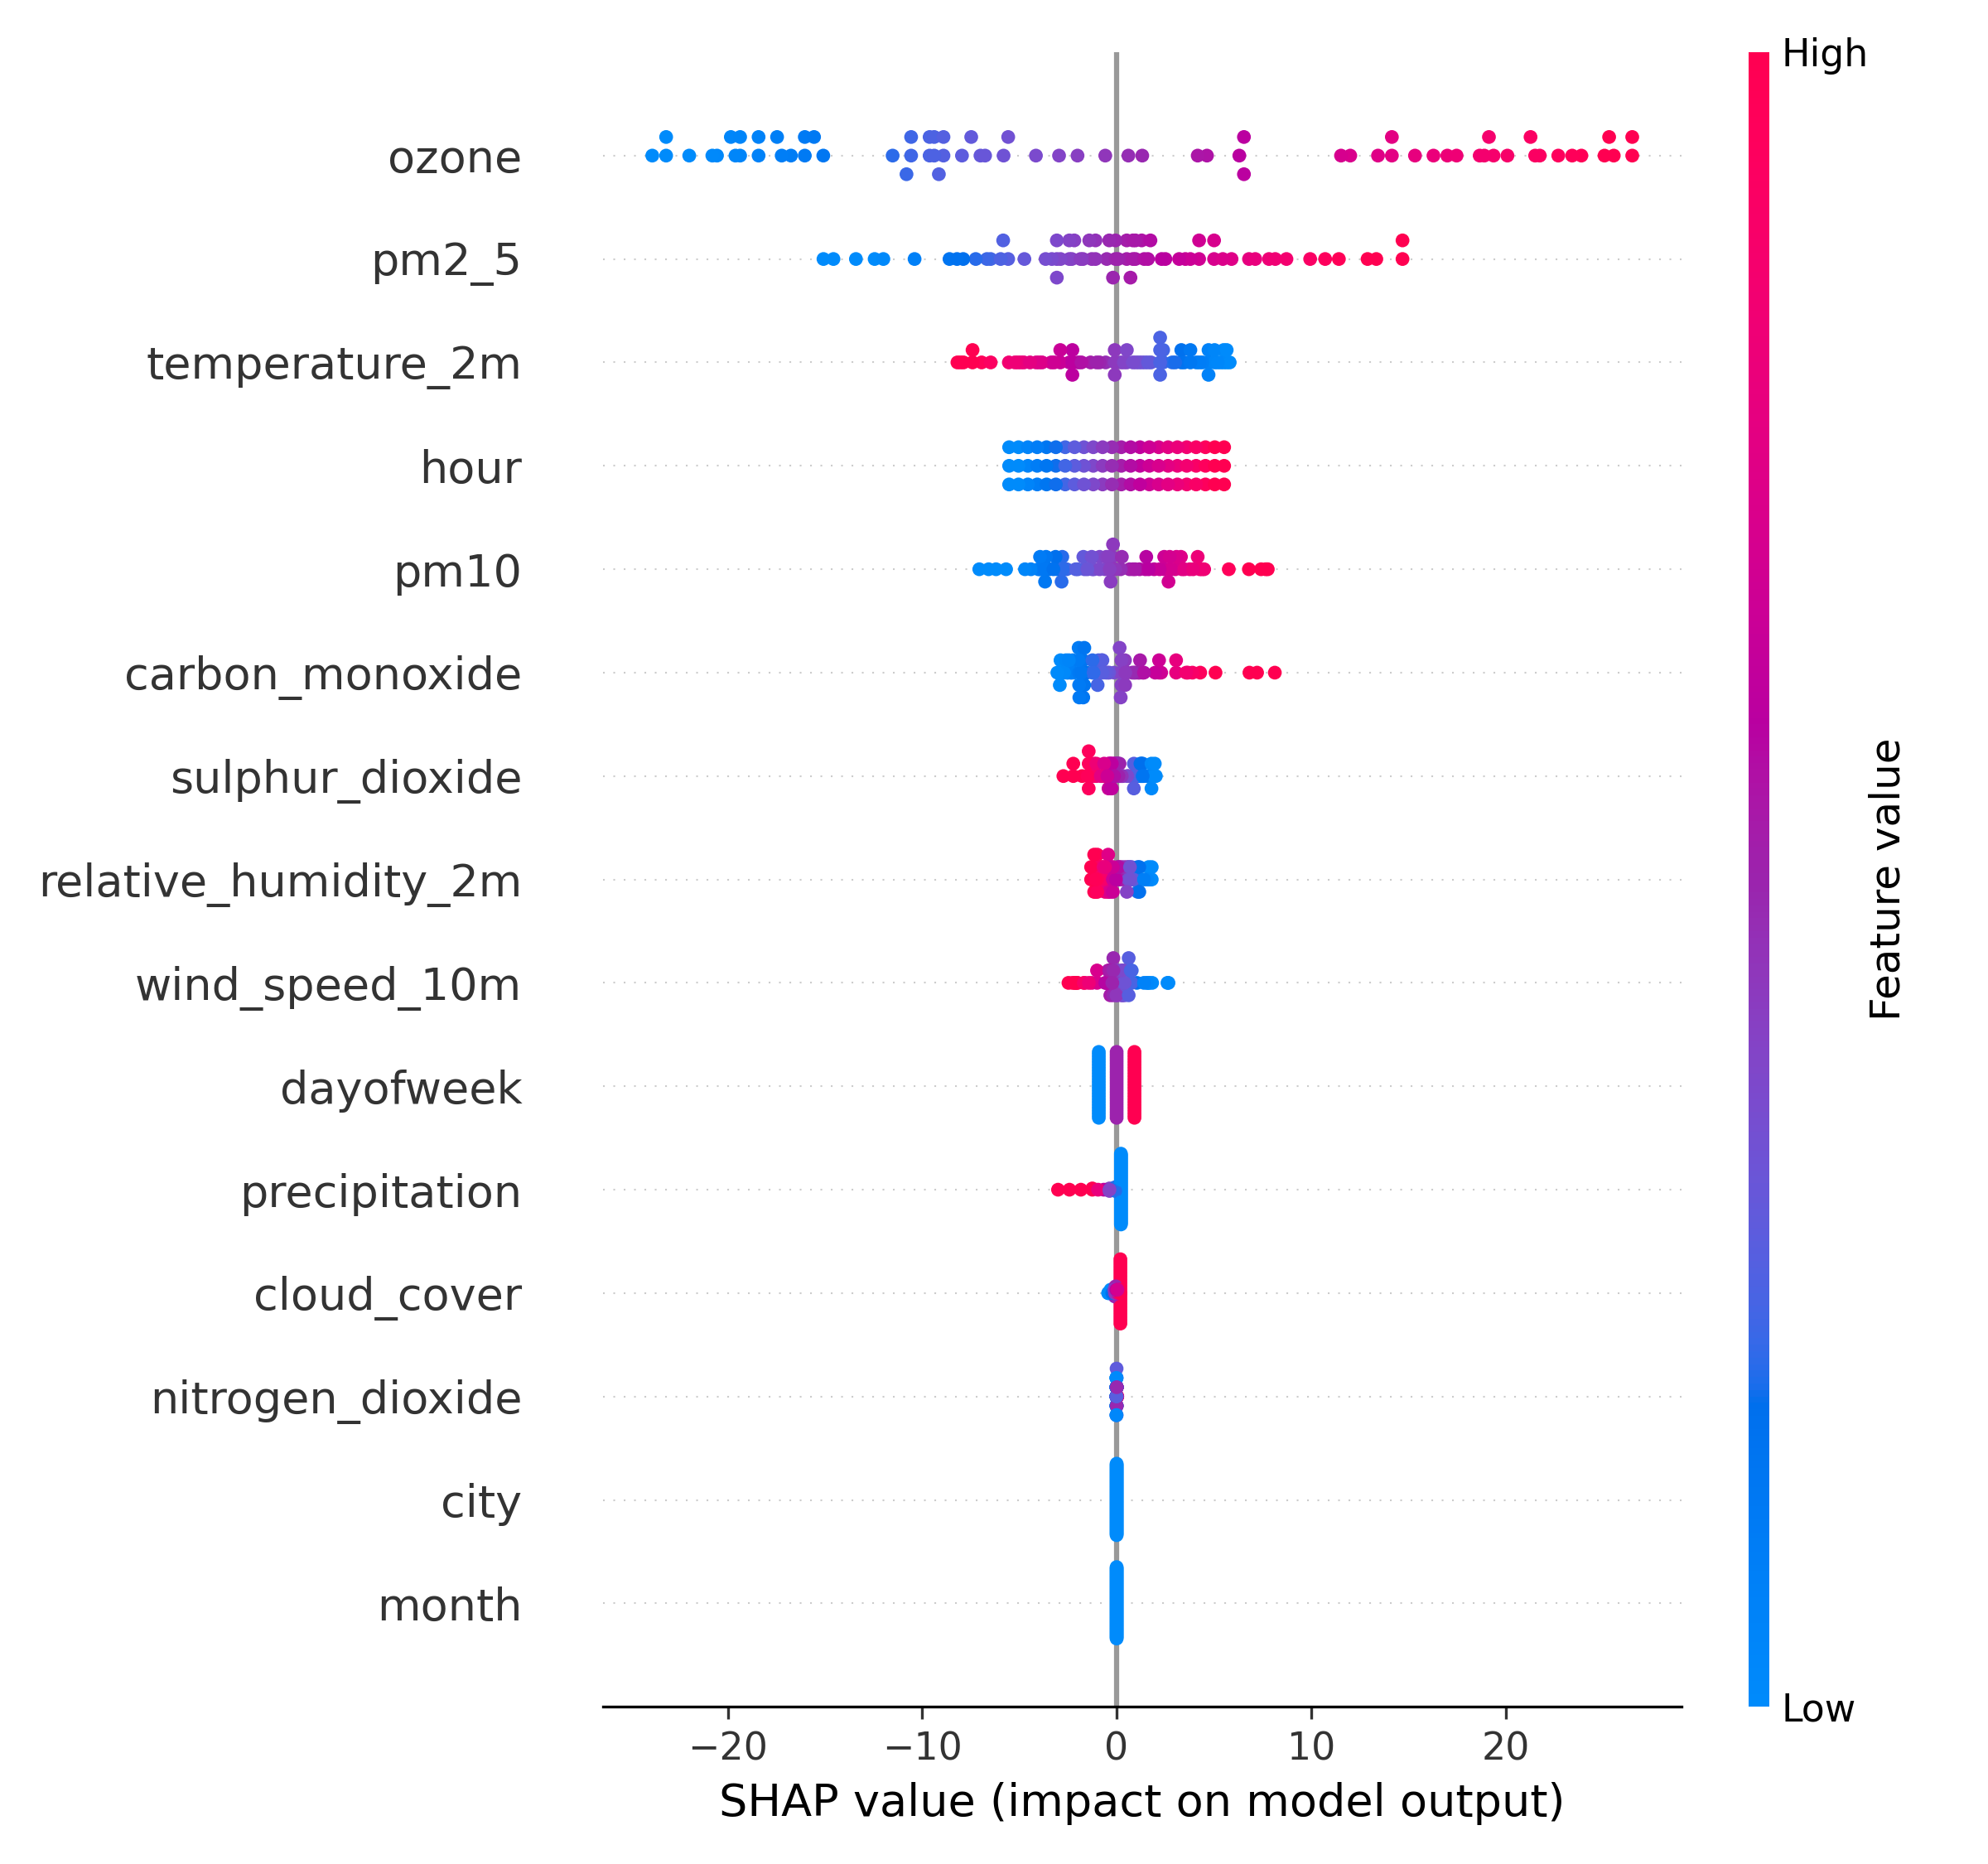 High
ozone
pm2_5
temperature_2m
hour
pm10
carbon_monoxide
sulphur_dioxide
relative_humidity_2m
wind_speed_10m
dayofweek
precipitation
cloud_cover
nitrogen_dioxide
city
month
Feature value
Low
−20 −10 0 10 20
SHAP value (impact on model output)